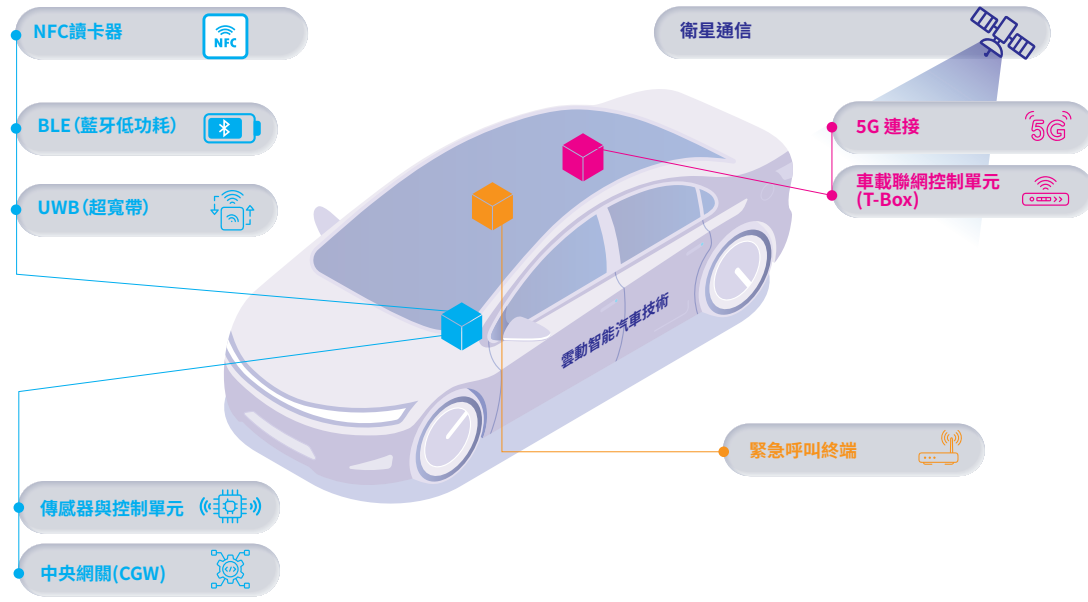 NFC讀卡器
NFC
衛星通信
BLE（藍牙低功耗）
5G 連接
5G
UWB（超寬帶）
車載聯網控制單元
(T-Box)
雲動智能汽車技術
緊急呼叫終端
傳感器與控制單元
中央網關(CGW)